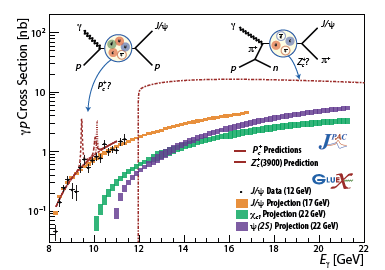 γp Cross Section [nb]
10²
10
1
10⁻¹
γ
J/ψ
p
p
P_c⁺?
γ
J/ψ
π⁺
Z_c⁺?
π⁺
p
n
P_c⁺ Predictions
Z_c⁺(3900) Prediction
JPAC
GLUEX
J/ψ Data (12 GeV)
J/ψ Projection (17 GeV)
χ_c1 Projection (22 GeV)
ψ(2S) Projection (22 GeV)
8 10 12 14 16 18 20 22
E_γ [GeV]